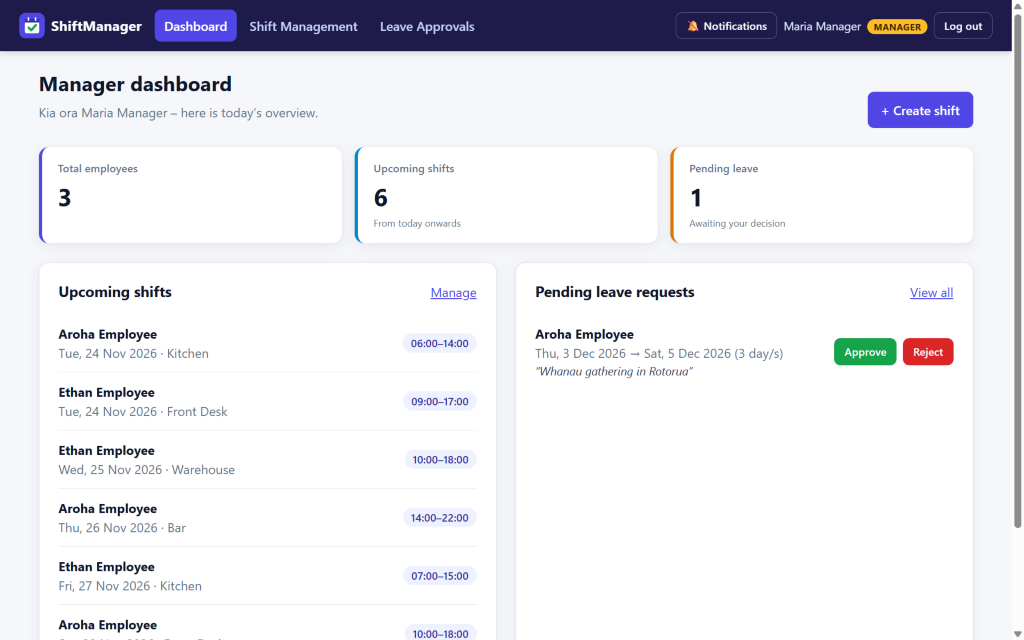 ShiftManager
Dashboard
Shift Management
Leave Approvals
Notifications
Maria Manager
MANAGER
Log out
Manager dashboard
Kia ora Maria Manager – here is today's overview.
+ Create shift
Total employees
3
Upcoming shifts
6
From today onwards
Pending leave
1
Awaiting your decision
Upcoming shifts
Manage
Aroha Employee
Tue, 24 Nov 2026 · Kitchen
06:00–14:00
Ethan Employee
Tue, 24 Nov 2026 · Front Desk
09:00–17:00
Ethan Employee
Wed, 25 Nov 2026 · Warehouse
10:00–18:00
Aroha Employee
Thu, 26 Nov 2026 · Bar
14:00–22:00
Ethan Employee
Fri, 27 Nov 2026 · Kitchen
07:00–15:00
Aroha Employee
10:00–18:00
Pending leave requests
View all
Aroha Employee
Thu, 3 Dec 2026 → Sat, 5 Dec 2026 (3 day/s)
"Whanau gathering in Rotorua"
Approve
Reject